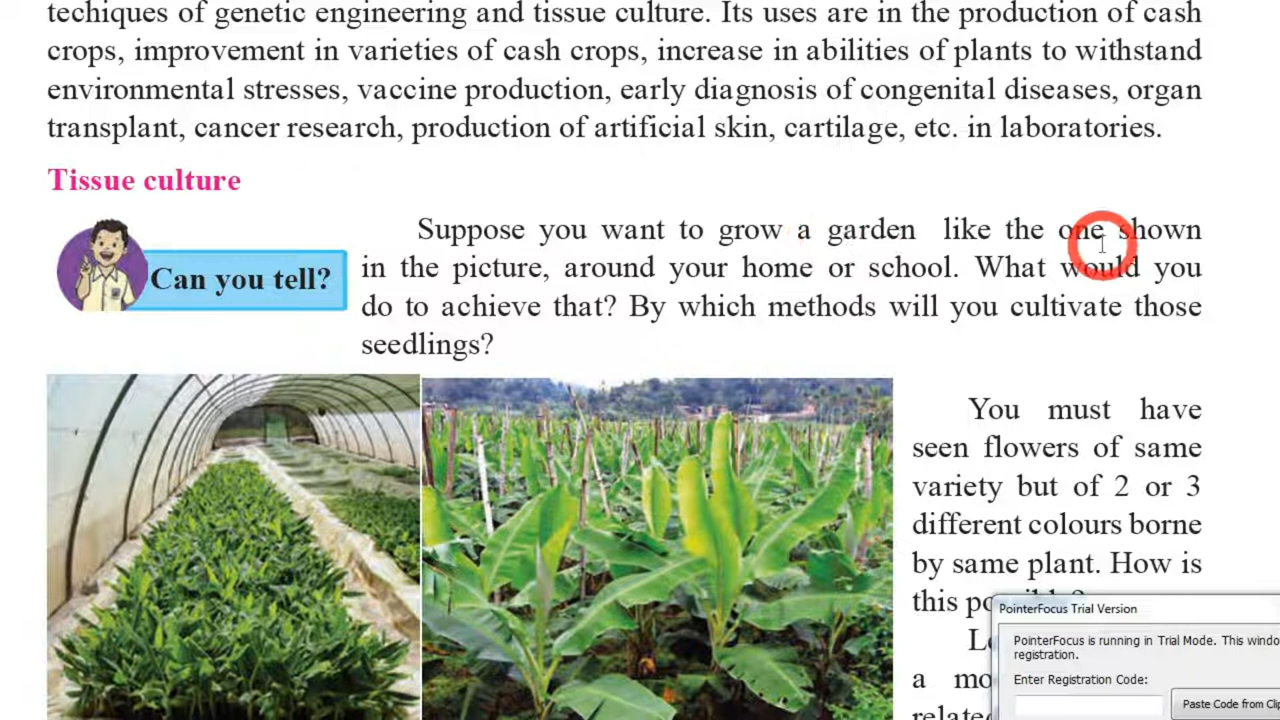 techiques of genetic engineering and tissue culture. Its uses are in the production of cash
crops, improvement in varieties of cash crops, increase in abilities of plants to withstand
environmental stresses, vaccine production, early diagnosis of congenital diseases, organ
transplant, cancer research, production of artificial skin, cartilage, etc. in laboratories.
Tissue culture
Can you tell?
Suppose you want to grow a garden like the one shown
in the picture, around your home or school. What would you
do to achieve that? By which methods will you cultivate those
seedlings?
You must have
seen flowers of same
variety but of 2 or 3
different colours borne
by same plant. How is
this
a
PointerFocus Trial Version
PointerFocus is running in Trial Mode. This
registration.
Enter Registration Code:
Paste Code from